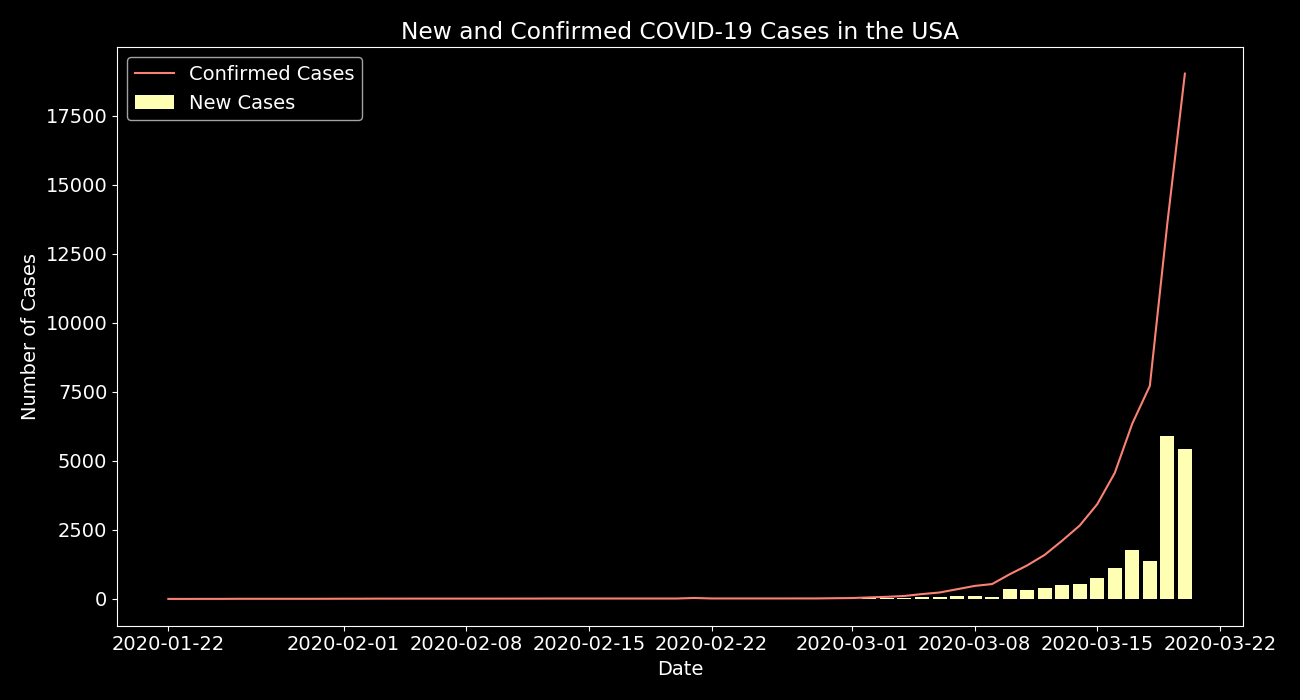 New and Confirmed COVID-19 Cases in the USA
Confirmed Cases
New Cases
Number of Cases
17500
15000
12500
10000
7500
5000
2500
0
2020-01-22 2020-02-01 2020-02-08 2020-02-15 2020-02-22 2020-03-01 2020-03-08 2020-03-15 2020-03-22
Date